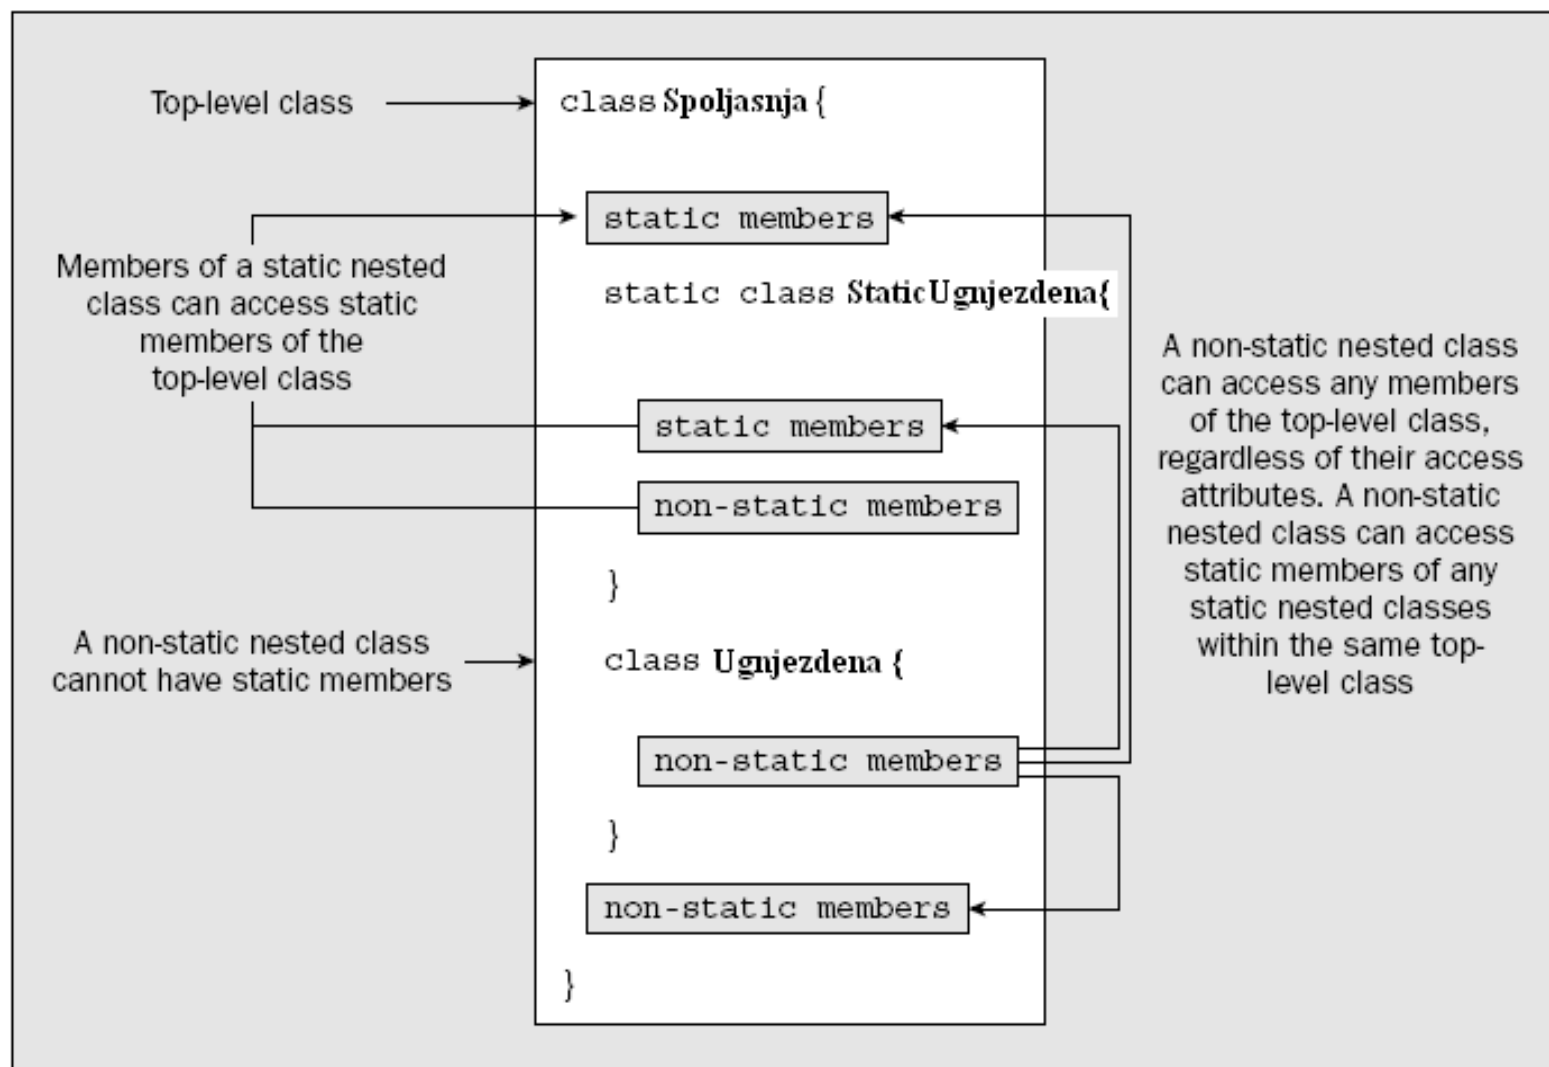 Top-level class
class Spoljasnja {
static members
Members of a static nested
class can access static
members of the
top-level class
static class StaticUgnjezdena{
static members
non-static members
}
A non-static nested class
can access any members
of the top-level class,
regardless of their access
attributes. A non-static
nested class can access
static members of any
static nested classes
within the same top-
level class
A non-static nested class
cannot have static members
class Ugnjezdena {
non-static members
}
non-static members
}